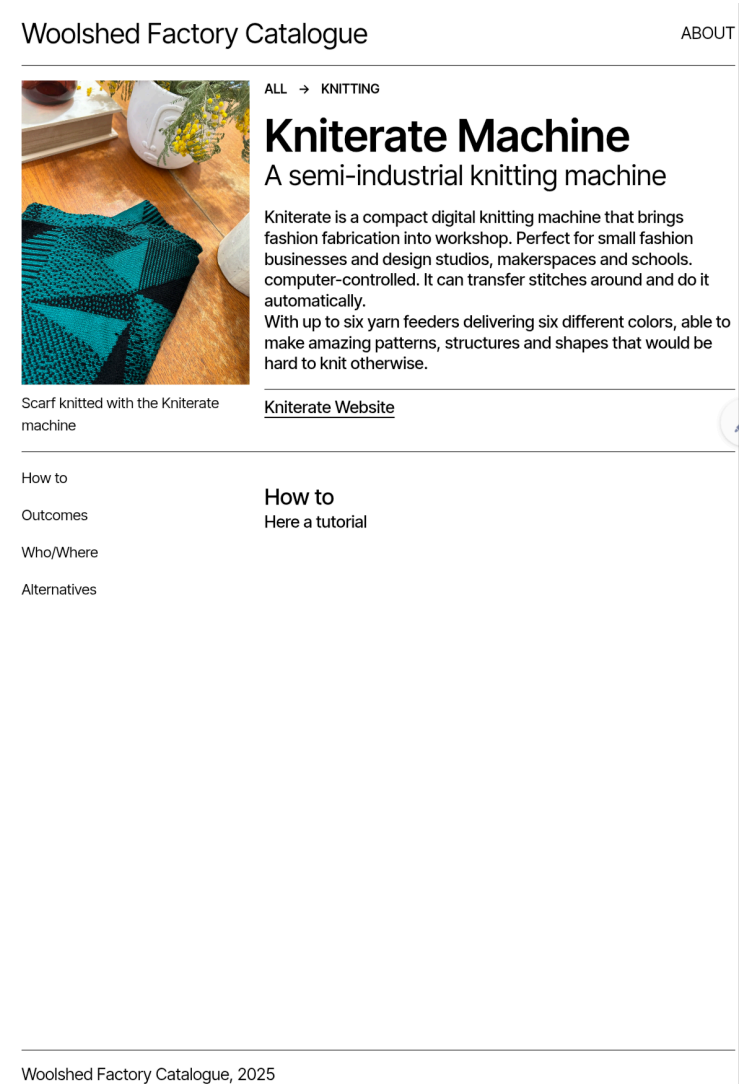 Woolshed Factory Catalogue
ABOUT
ALL → KNITTING
Kniterate Machine
A semi-industrial knitting machine
Kniterate is a compact digital knitting machine that brings
fashion fabrication into workshop. Perfect for small fashion
businesses and design studios, makerspaces and schools.
computer-controlled. It can transfer stitches around and do it
automatically.
With up to six yarn feeders delivering six different colors, able to
make amazing patterns, structures and shapes that would be
hard to knit otherwise.
Scarf knitted with the Kniterate
machine
Kniterate Website
How to
Outcomes
Who/Where
Alternatives
How to
Here a tutorial
Woolshed Factory Catalogue, 2025